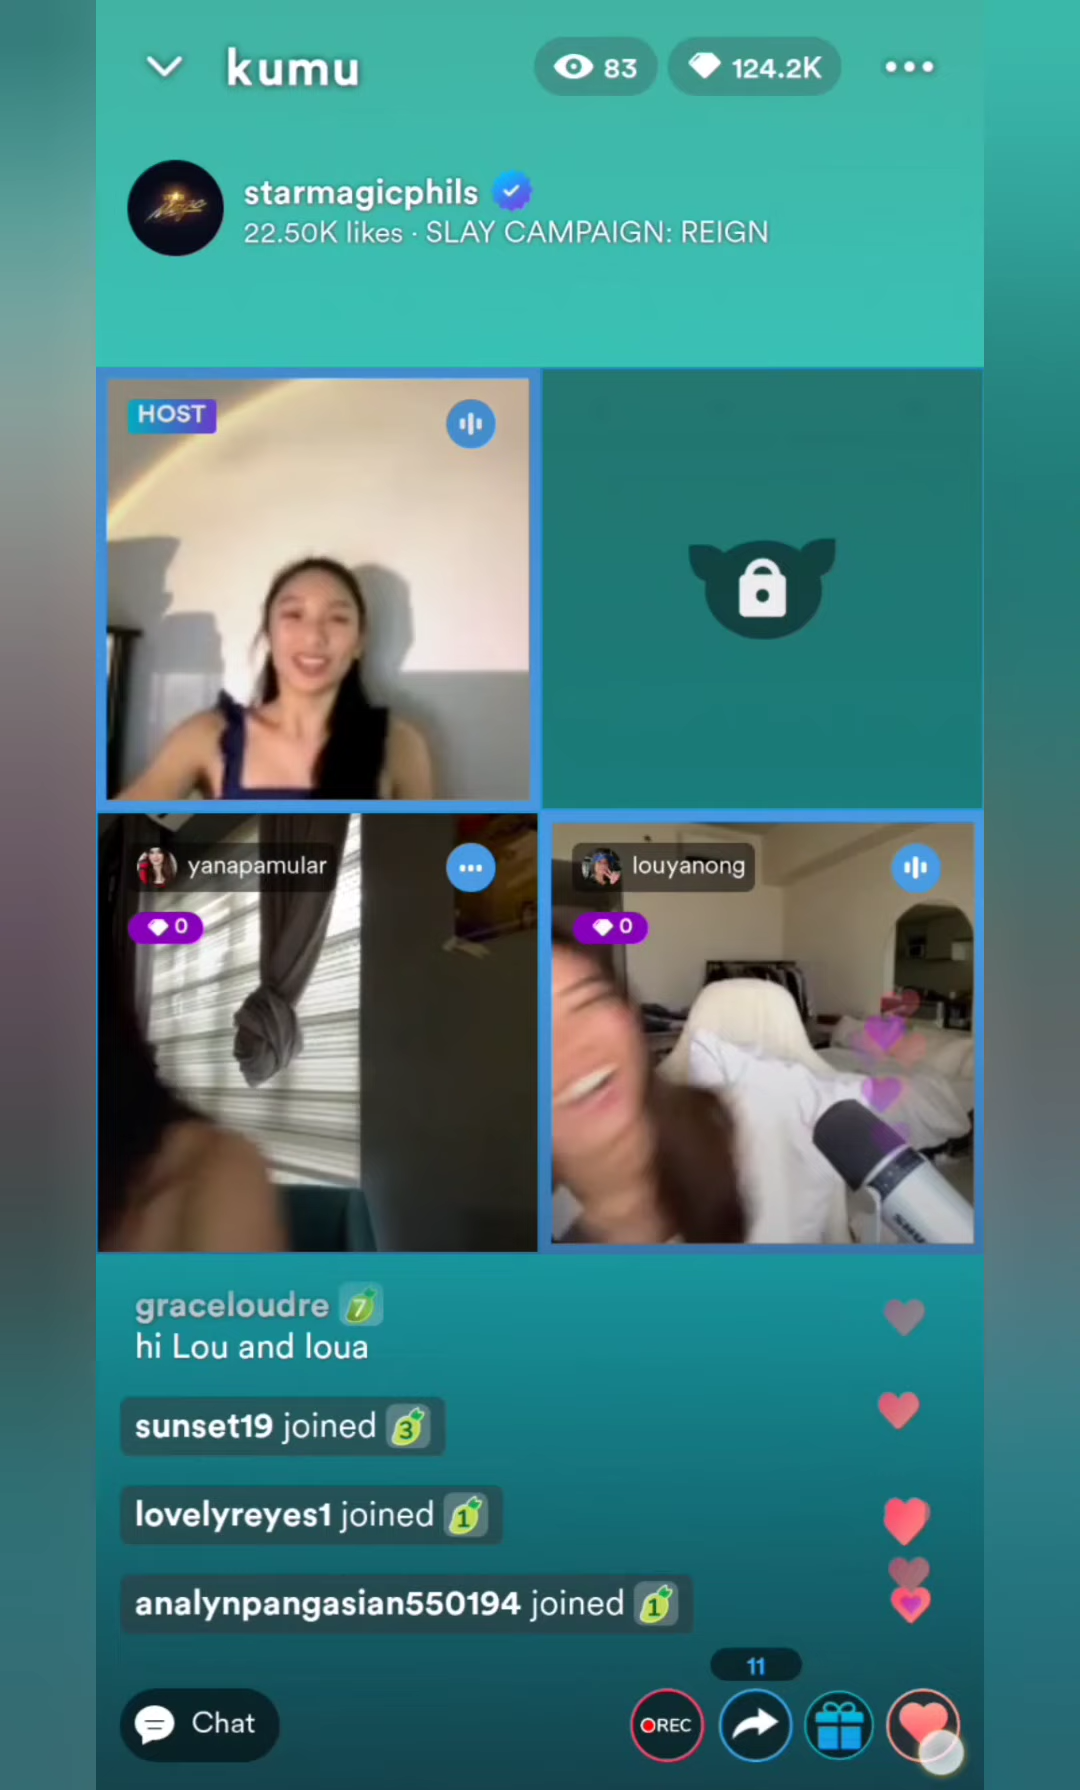 kumu
83
124.2K
starmagicphils
22.50K likes · SLAY CAMPAIGN: REIGN
HOST
yanapamular
0
louyanong
0
SHU
graceloudre 7
hi Lou and loua
sunset19 joined 3
lovelyreyes1 joined 1
analynpangasian550194 joined 1
11
Chat
REC